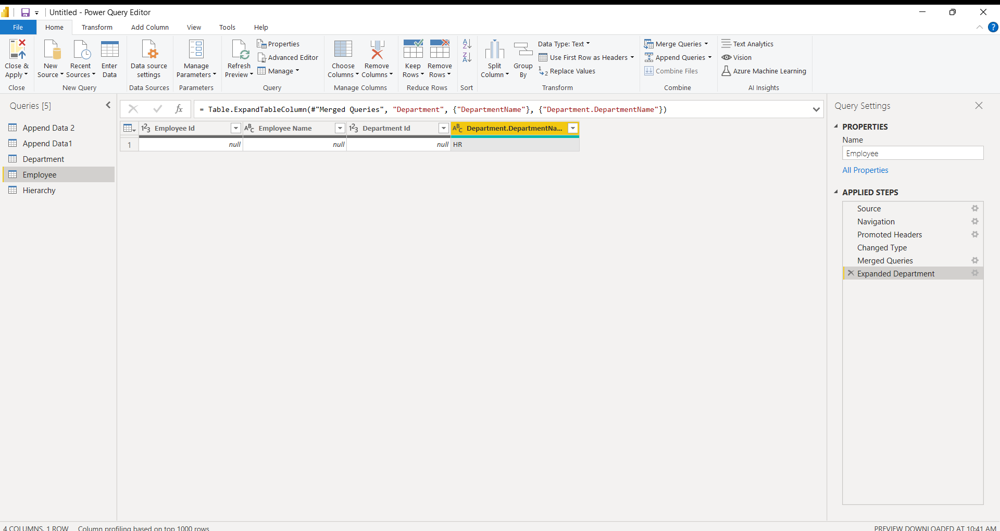 Untitled - Power Query Editor
File Home Transform Add Column View Tools Help
Close & Apply
Close
New Source
Recent Sources
Enter Data
New Query
Data source settings
Data Sources
Manage Parameters
Parameters
Refresh Preview
Properties
Advanced Editor
Manage
Query
Choose Columns
Remove Columns
Manage Columns
Keep Rows
Remove Rows
Reduce Rows
Sort
Split Column
Group By
Data Type: Text
Use First Row as Headers
Replace Values
Transform
Merge Queries
Append Queries
Combine Files
Combine
Text Analytics
Vision
Azure Machine Learning
AI Insights
Queries [5]
Append Data 2
Append Data1
Department
Employee
Hierarchy
fx = Table.ExpandTableColumn(#"Merged Queries", "Department", {"DepartmentName"}, {"Department.DepartmentName"})
123 Employee Id ABC Employee Name 123 Department Id ABC Department.DepartmentNa...
1 null null null HR
Query Settings
PROPERTIES
Name
Employee
All Properties
APPLIED STEPS
Source
Navigation
Promoted Headers
Changed Type
Merged Queries
Expanded Department
4 COLUMNS, 1 ROW Column profiling based on top 1000 rows PREVIEW DOWNLOADED AT 10:41 AM